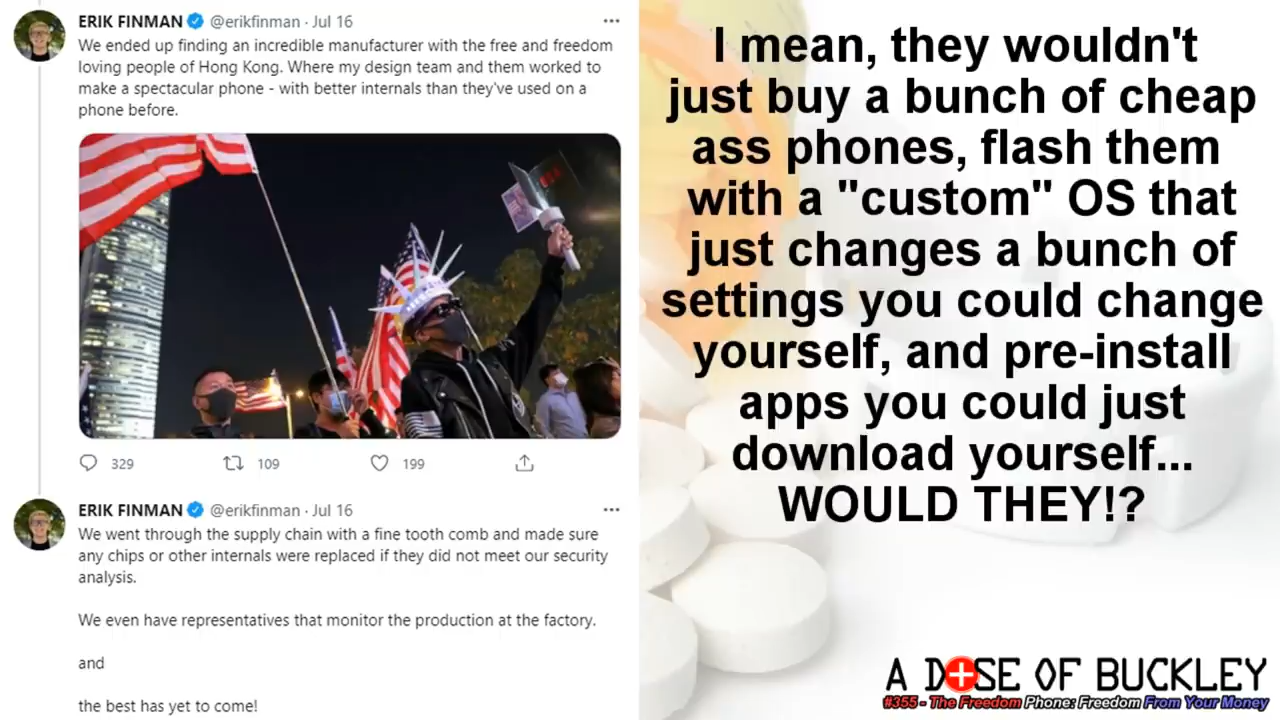 ERIK FINMAN @erikfinman · Jul 16
We ended up finding an incredible manufacturer with the free and freedom
loving people of Hong Kong. Where my design team and them worked to
make a spectacular phone - with better internals than they've used on a
phone before.
329 109 199
ERIK FINMAN @erikfinman · Jul 16
We went through the supply chain with a fine tooth comb and made sure
any chips or other internals were replaced if they did not meet our security
analysis.
We even have representatives that monitor the production at the factory.
and
the best has yet to come!
I mean, they wouldn't
just buy a bunch of cheap
ass phones, flash them
with a "custom" OS that
just changes a bunch of
settings you could change
yourself, and pre-install
apps you could just
download yourself...
WOULD THEY!?
A DOSE OF BUCKLEY
#355 - The Freedom Phone: Freedom From Your Money